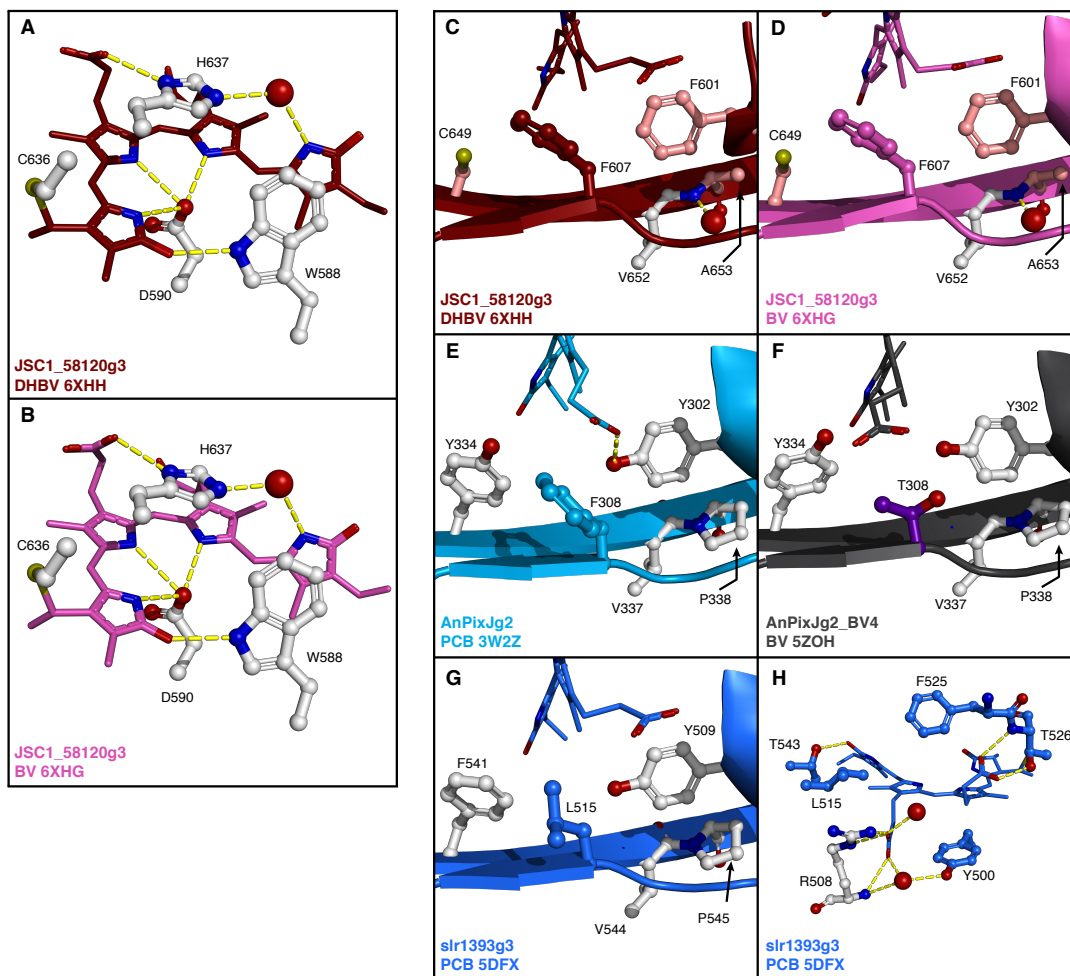 A
H637
C636
D590
W588
JSC1_58120g3
DHBV 6XHH
B
H637
C636
D590
W588
JSC1_58120g3
BV 6XHG
C
F601
C649
F607
V652
A653
JSC1_58120g3
DHBV 6XHH
D
F601
C649
F607
V652
A653
JSC1_58120g3
BV 6XHG
E
Y302
Y334
F308
V337
P338
AnPixJg2
PCB 3W2Z
F
Y302
Y334
T308
V337
P338
AnPixJg2_BV4
BV 5ZOH
G
Y509
F541
L515
V544
P545
slr1393g3
PCB 5DFX
H
F525
T526
T543
L515
R508
Y500
slr1393g3
PCB 5DFX